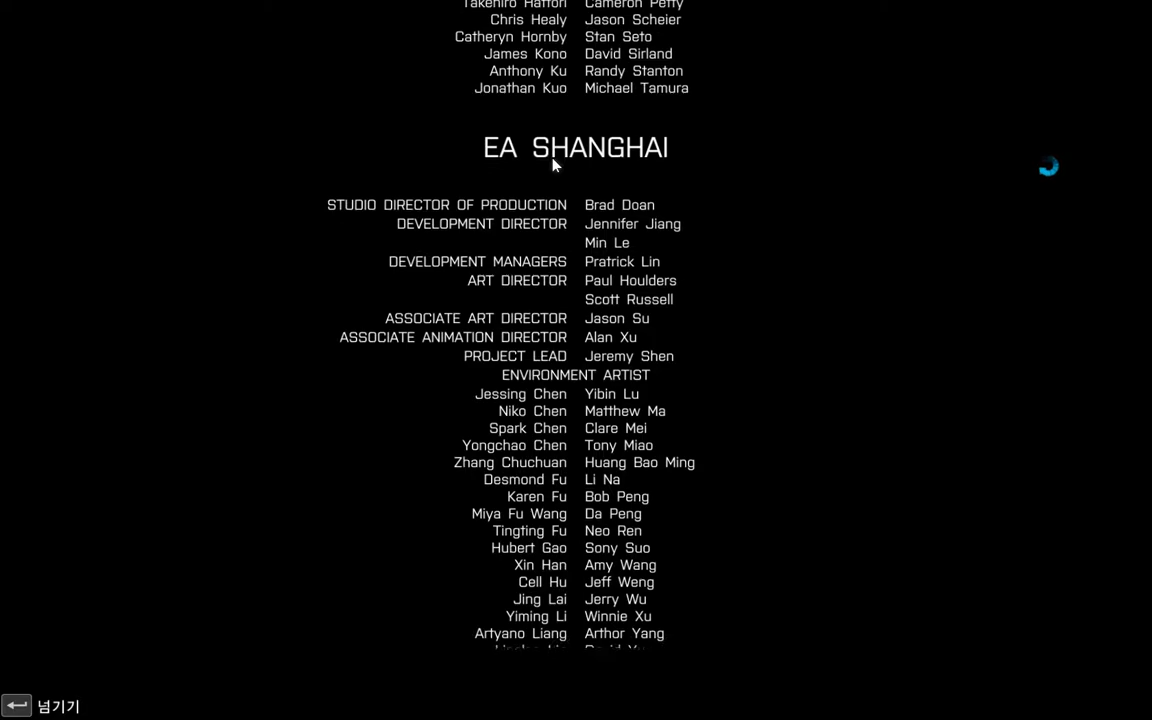 Takehiro Hattori Cameron Petty
Chris Healy Jason Scheier
Catheryn Hornby Stan Seto
James Kono David Sirland
Anthony Ku Randy Stanton
Jonathan Kuo Michael Tamura
EA SHANGHAI
STUDIO DIRECTOR OF PRODUCTION Brad Doan
DEVELOPMENT DIRECTOR Jennifer Jiang
Min Le
DEVELOPMENT MANAGERS Pratrick Lin
ART DIRECTOR Paul Houlders
Scott Russell
ASSOCIATE ART DIRECTOR Jason Su
ASSOCIATE ANIMATION DIRECTOR Alan Xu
PROJECT LEAD Jeremy Shen
ENVIRONMENT ARTIST
Jessing Chen Yibin Lu
Niko Chen Matthew Ma
Spark Chen Clare Mei
Yongchao Chen Tony Miao
Zhang Chuchuan Huang Bao Ming
Desmond Fu Li Na
Karen Fu Bob Peng
Miya Fu Wang Da Peng
Tingting Fu Neo Ren
Hubert Gao Sony Suo
Xin Han Amy Wang
Cell Hu Jeff Weng
Jing Lai Jerry Wu
Yiming Li Winnie Xu
Artyano Liang Arthor Yang
넘기기